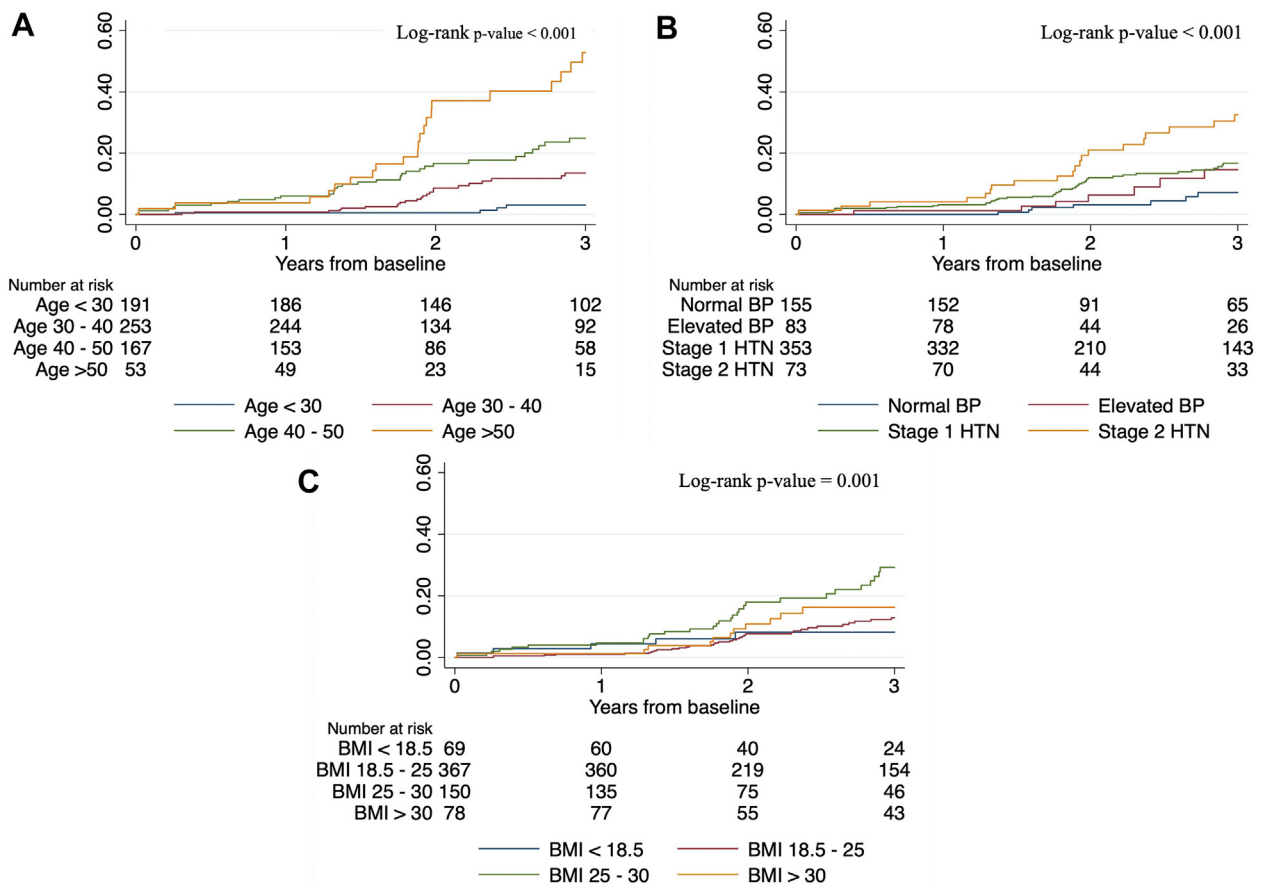 A
Log-rank p-value < 0.001
0.60
0.40
0.20
0.00
0 1 2 3
Years from baseline
Number at risk
Age < 30 191 186 146 102
Age 30 - 40 253 244 134 92
Age 40 - 50 167 153 86 58
Age >50 53 49 23 15
Age < 30 Age 30 - 40
Age 40 - 50 Age >50
B
Log-rank p-value < 0.001
0.60
0.40
0.20
0.00
0 1 2 3
Years from baseline
Number at risk
Normal BP 155 152 91 65
Elevated BP 83 78 44 26
Stage 1 HTN 353 332 210 143
Stage 2 HTN 73 70 44 33
Normal BP Elevated BP
Stage 1 HTN Stage 2 HTN
C
Log-rank p-value = 0.001
0.60
0.40
0.20
0.00
0 1 2 3
Years from baseline
Number at risk
BMI < 18.5 69 60 40 24
BMI 18.5 - 25 367 360 219 154
BMI 25 - 30 150 135 75 46
BMI > 30 78 77 55 43
BMI < 18.5 BMI 18.5 - 25
BMI 25 - 30 BMI > 30